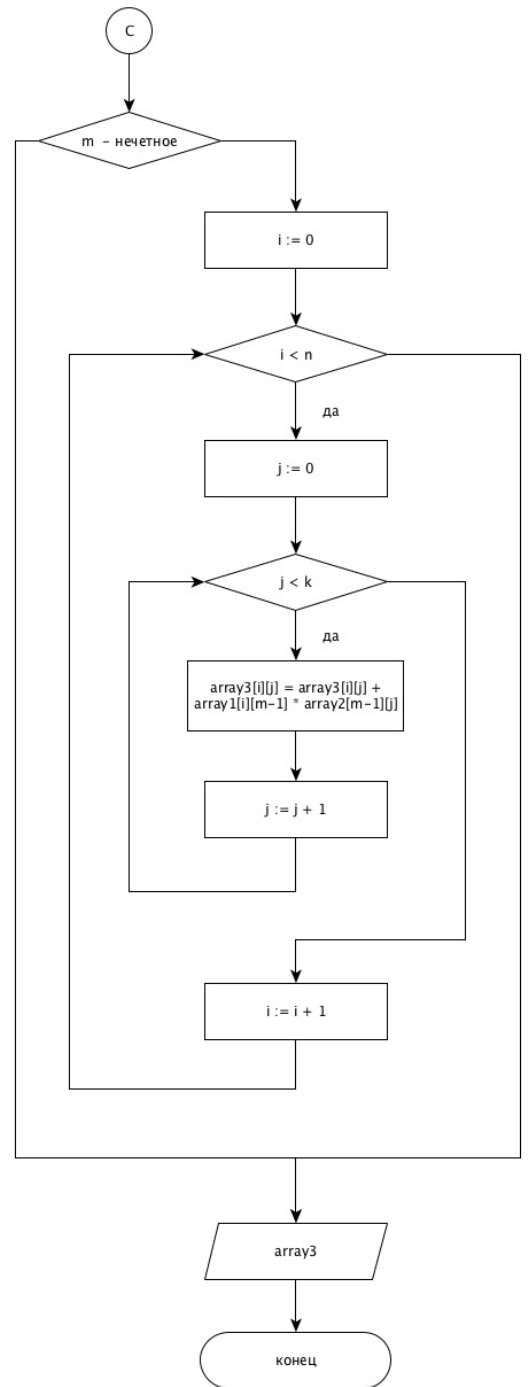 C
m - нечетное
i := 0
i < n
да
j := 0
j < k
да
array3[i][j] = array3[i][j] +
array1[i][m-1] * array2[m-1][j]
j := j + 1
i := i + 1
array3
конец